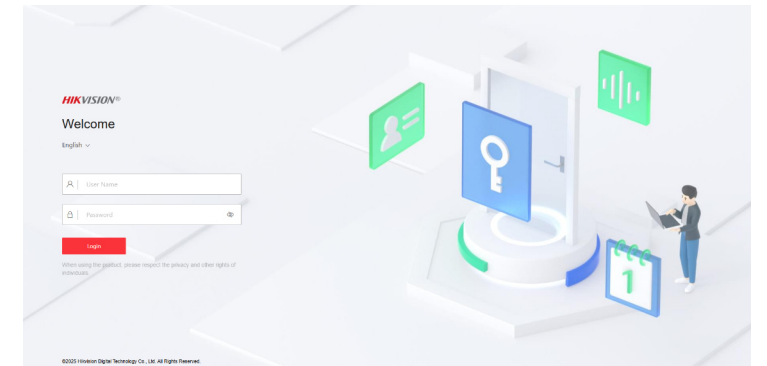 HIKVISION®
Welcome
English
User Name
Password
Login
When using the product, please respect the privacy and other rights of
individuals.
1
©2025 Hikvision Digital Technology Co., Ltd. All Rights Reserved.